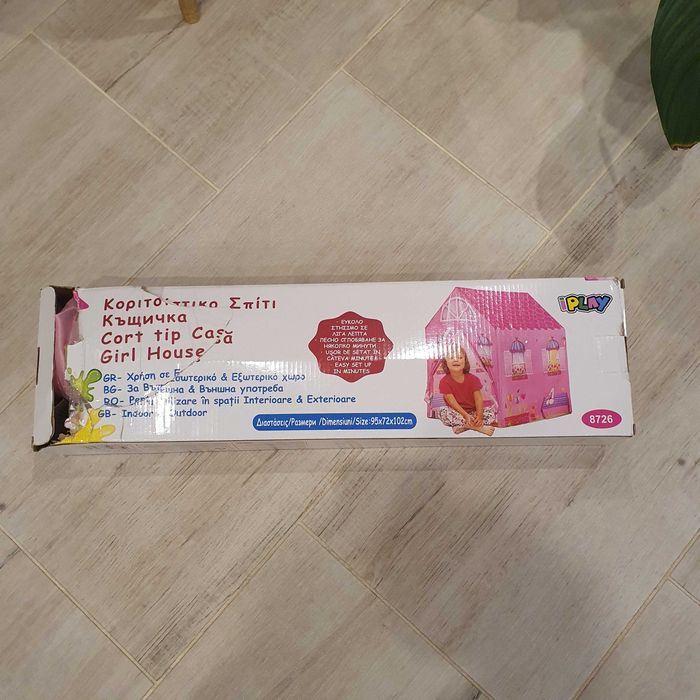 Κοριτσίστικο Σπίτι
Къщичка
Cort tip Casă
Girl House
GR- Χρήση σε Εσωτερικό & Εξωτερικό χώρο
BG- За Вътрешна & Външна употреба
RO- Pentru utilizare în spații Interioare & Exterioare
GB- Indoor & Outdoor
Διαστάσεις/Размери /Dimensiuni/Size:95x72x102cm
ΕΥΚΟΛΟ
ΣΤΗΣΙΜΟ ΣΕ
ΛΙΓΑ ΛΕΠΤΑ
ЛЕСНО СГЛОБЯВАНЕ ЗА
НЯКОЛКО МИНУТИ
UȘOR DE SETAT IN
CÂTEVA MINUTE
EASY SET UP
IN MINUTES
iPLAY
8726